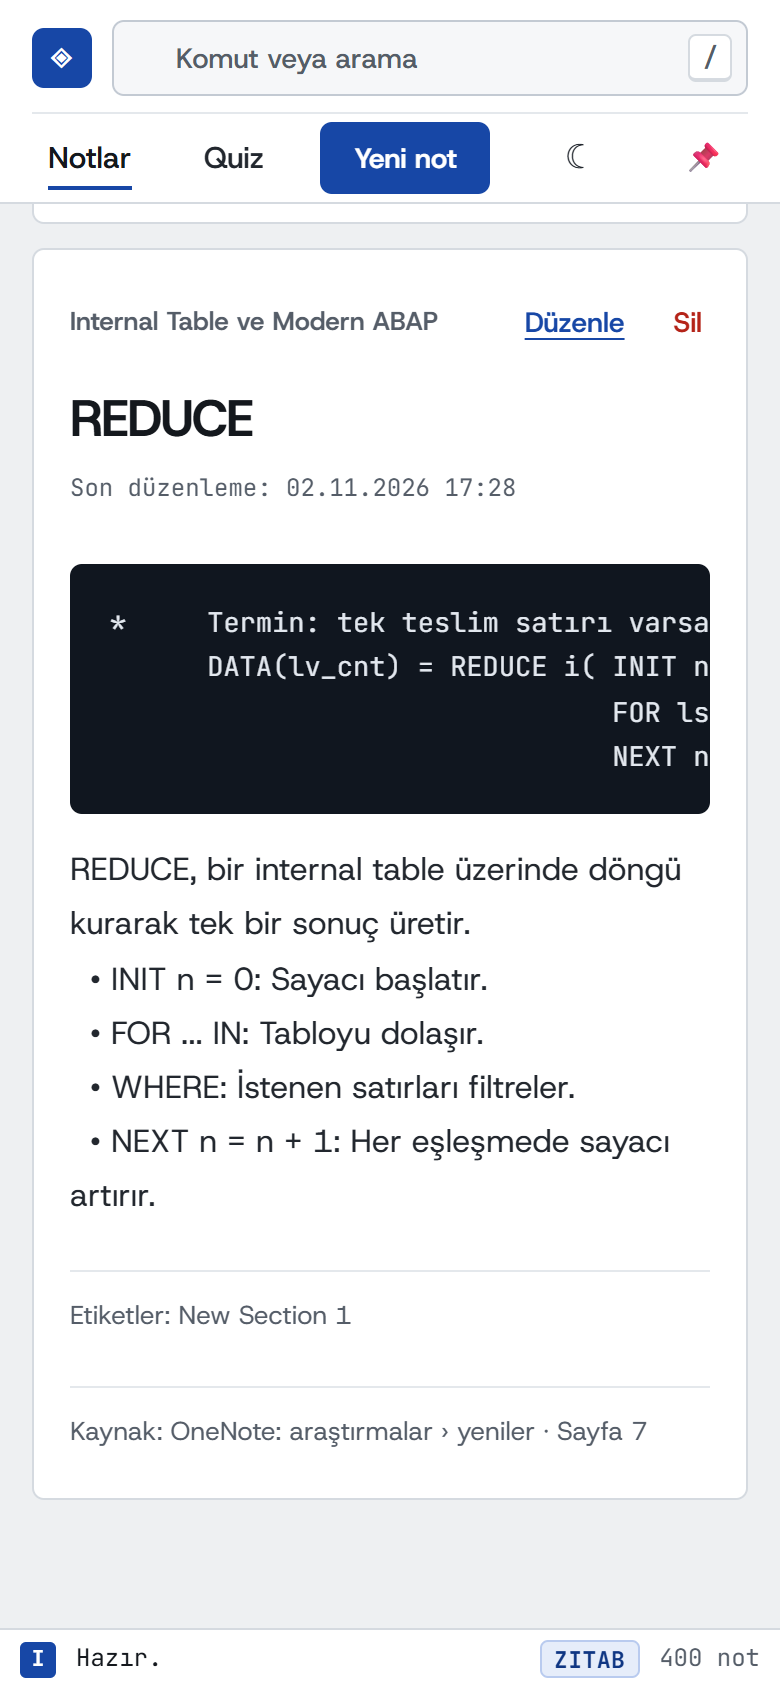 Komut veya arama /
Notlar Quiz Yeni not
Internal Table ve Modern ABAP Düzenle Sil
REDUCE
Son düzenleme: 02.11.2026 17:28
* Termin: tek teslim satırı varsa
DATA(lv_cnt) = REDUCE i( INIT n
FOR ls
NEXT n
REDUCE, bir internal table üzerinde döngü
kurarak tek bir sonuç üretir.
• INIT n = 0: Sayacı başlatır.
• FOR ... IN: Tabloyu dolaşır.
• WHERE: İstenen satırları filtreler.
• NEXT n = n + 1: Her eşleşmede sayacı
artırır.
Etiketler: New Section 1
Kaynak: OneNote: araştırmalar › yeniler · Sayfa 7
I Hazır. ZITAB 400 not